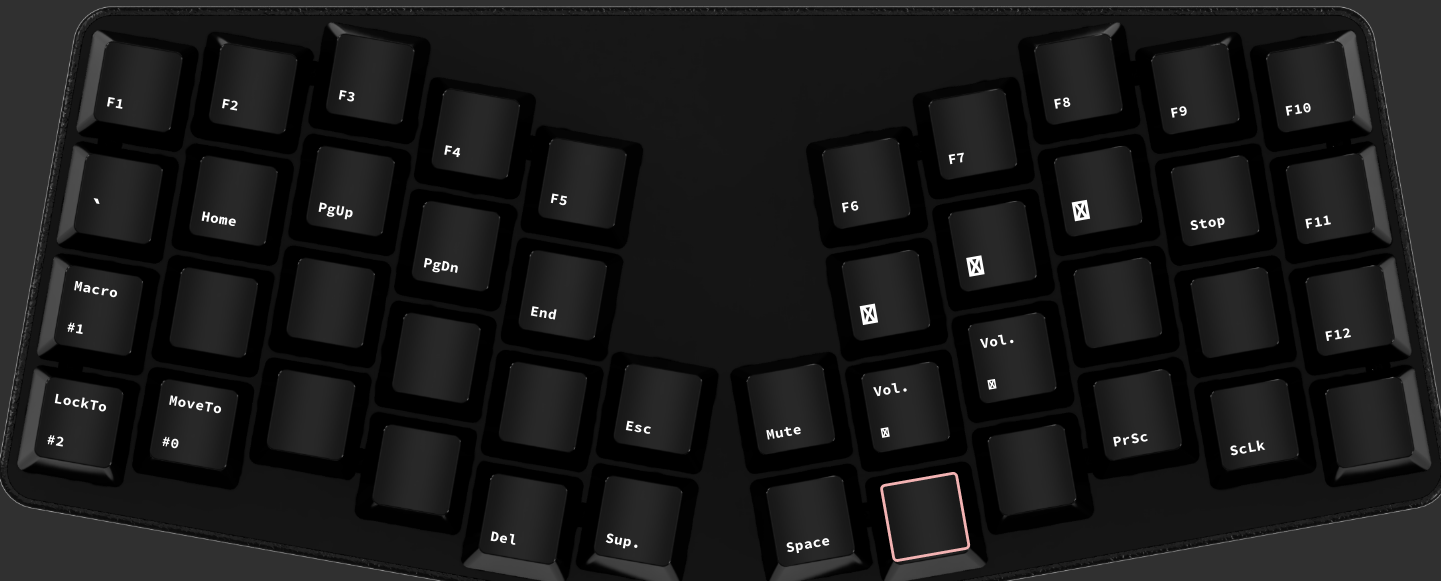 F1
F2
F3
F4
F5
F6
F7
F8
F9
F10
`
Home
PgUp
PgDn
End
Stop
F11
Macro
#1
Vol.
F12
LockTo
#2
MoveTo
#0
Esc
Mute
Vol.
PrSc
ScLk
Del
Sup.
Space